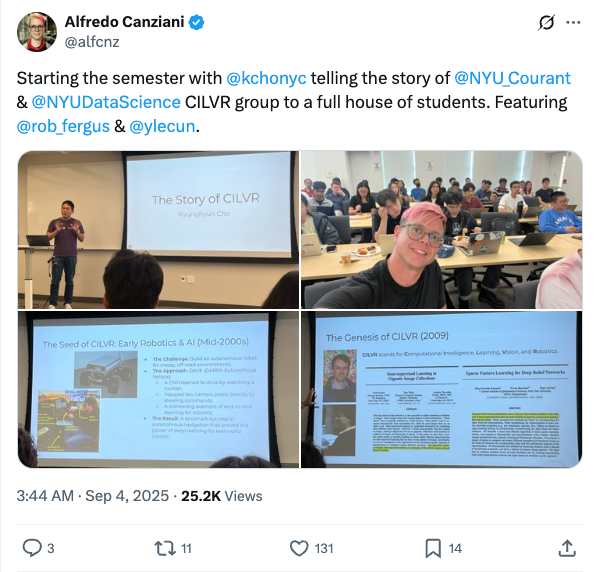 Alfredo Canziani
@alfcnz
Starting the semester with @kchonyc telling the story of @NYU_Courant
& @NYUDataScience CILVR group to a full house of students. Featuring
@rob_fergus & @ylecun.
The Story of CILVR
Kyunghyun Cho
The Seed of CILVR: Early Robotics & AI (Mid-2000s)
The Challenge: Build an autonomous robot
for messy off-road environments
The Approach: DAVE (DARPA Autonomous
Vehicle)
A CNN learned to drive by watching a
human
Mapped raw camera pixels directly to
steering commands
A pioneering example of end-to-end
learning for robotics
The Result: A landmark success in
autonomous navigation that proved the
power of deep learning for real-world
control
The Genesis of CILVR (2009)
CILVR stands for Computational Intelligence, Learning, Vision, and Robotics.
Semi-supervised Learning in
Gigantic Image Collections
Sparse Feature Learning for Deep Belief Networks
3:44 AM · Sep 4, 2025 · 25.2K Views
3
11
131
14